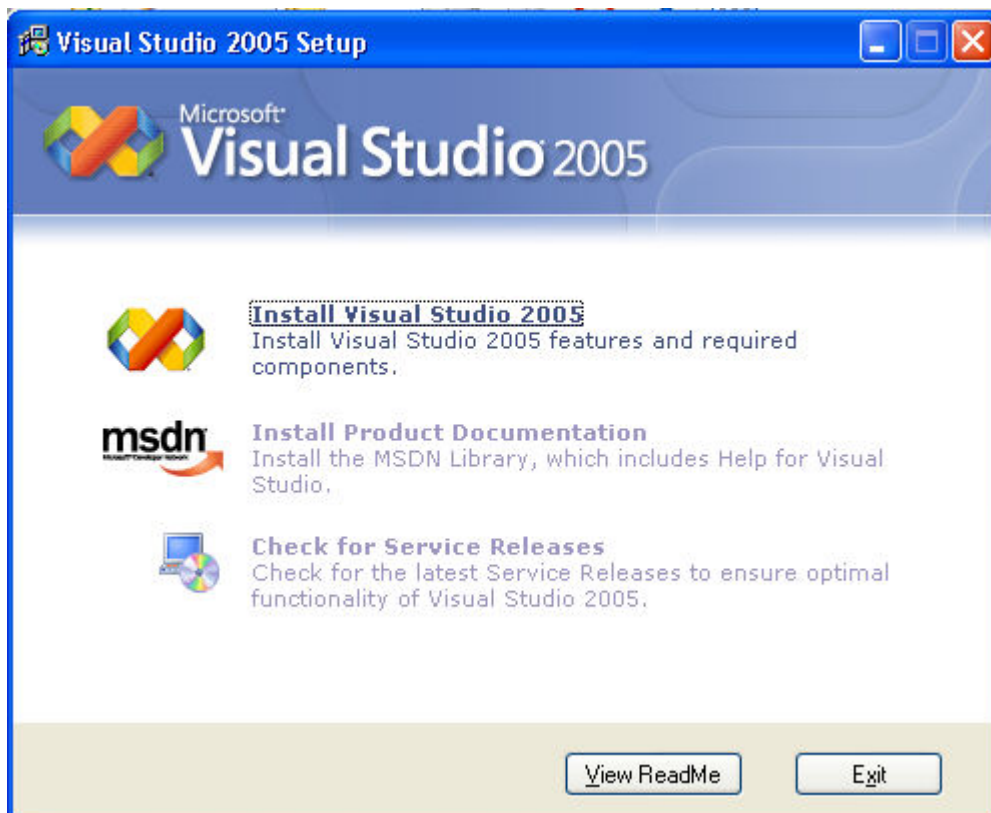 Visual Studio 2005 Setup
Microsoft
Visual Studio 2005
Install Visual Studio 2005
Install Visual Studio 2005 features and required
components.
msdn
Install Product Documentation
Install the MSDN Library, which includes Help for Visual
Studio.
Check for Service Releases
Check for the latest Service Releases to ensure optimal
functionality of Visual Studio 2005.
View ReadMe
Exit